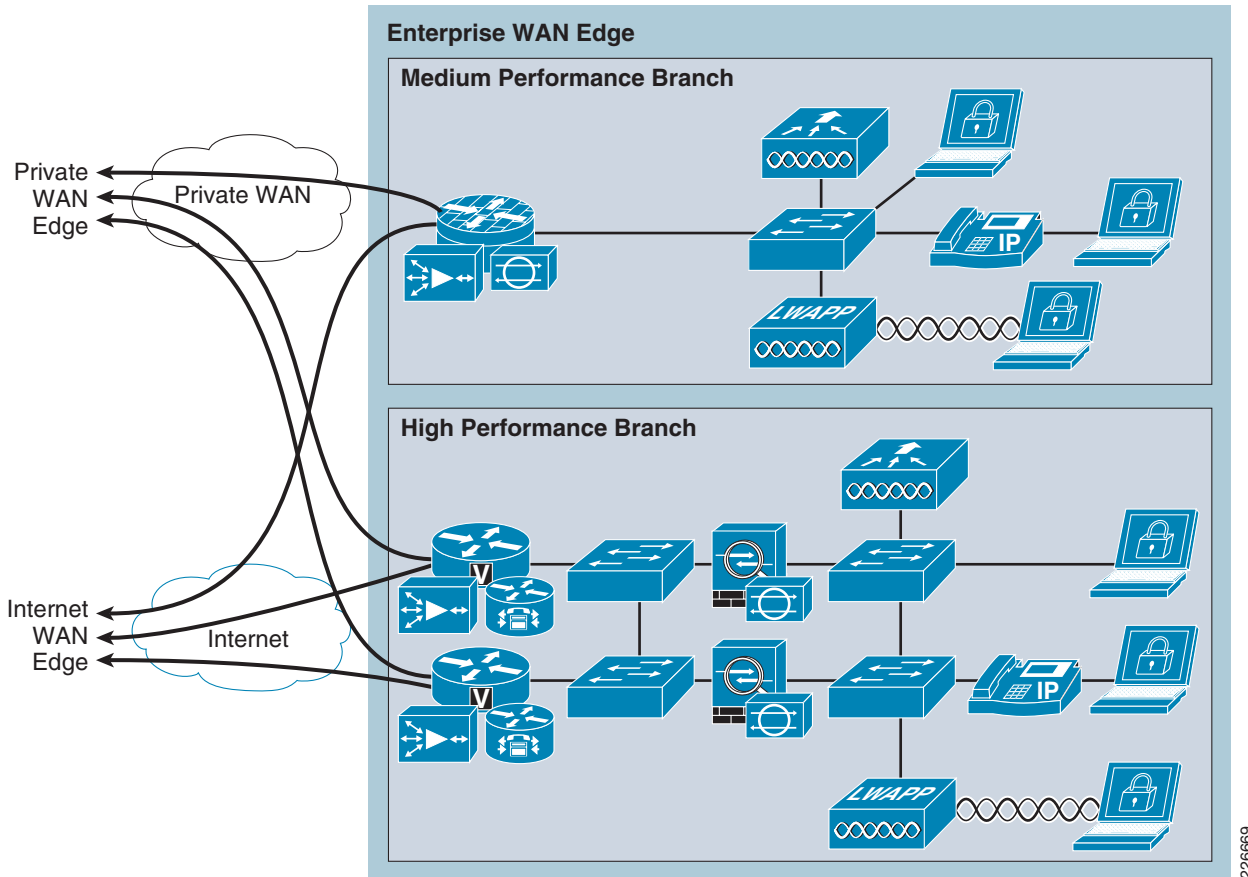 Enterprise WAN Edge
Medium Performance Branch
Private
WAN
Edge
Private WAN
IP
LWAPP
High Performance Branch
V
Internet
WAN
Edge
Internet
V
IP
LWAPP
226669